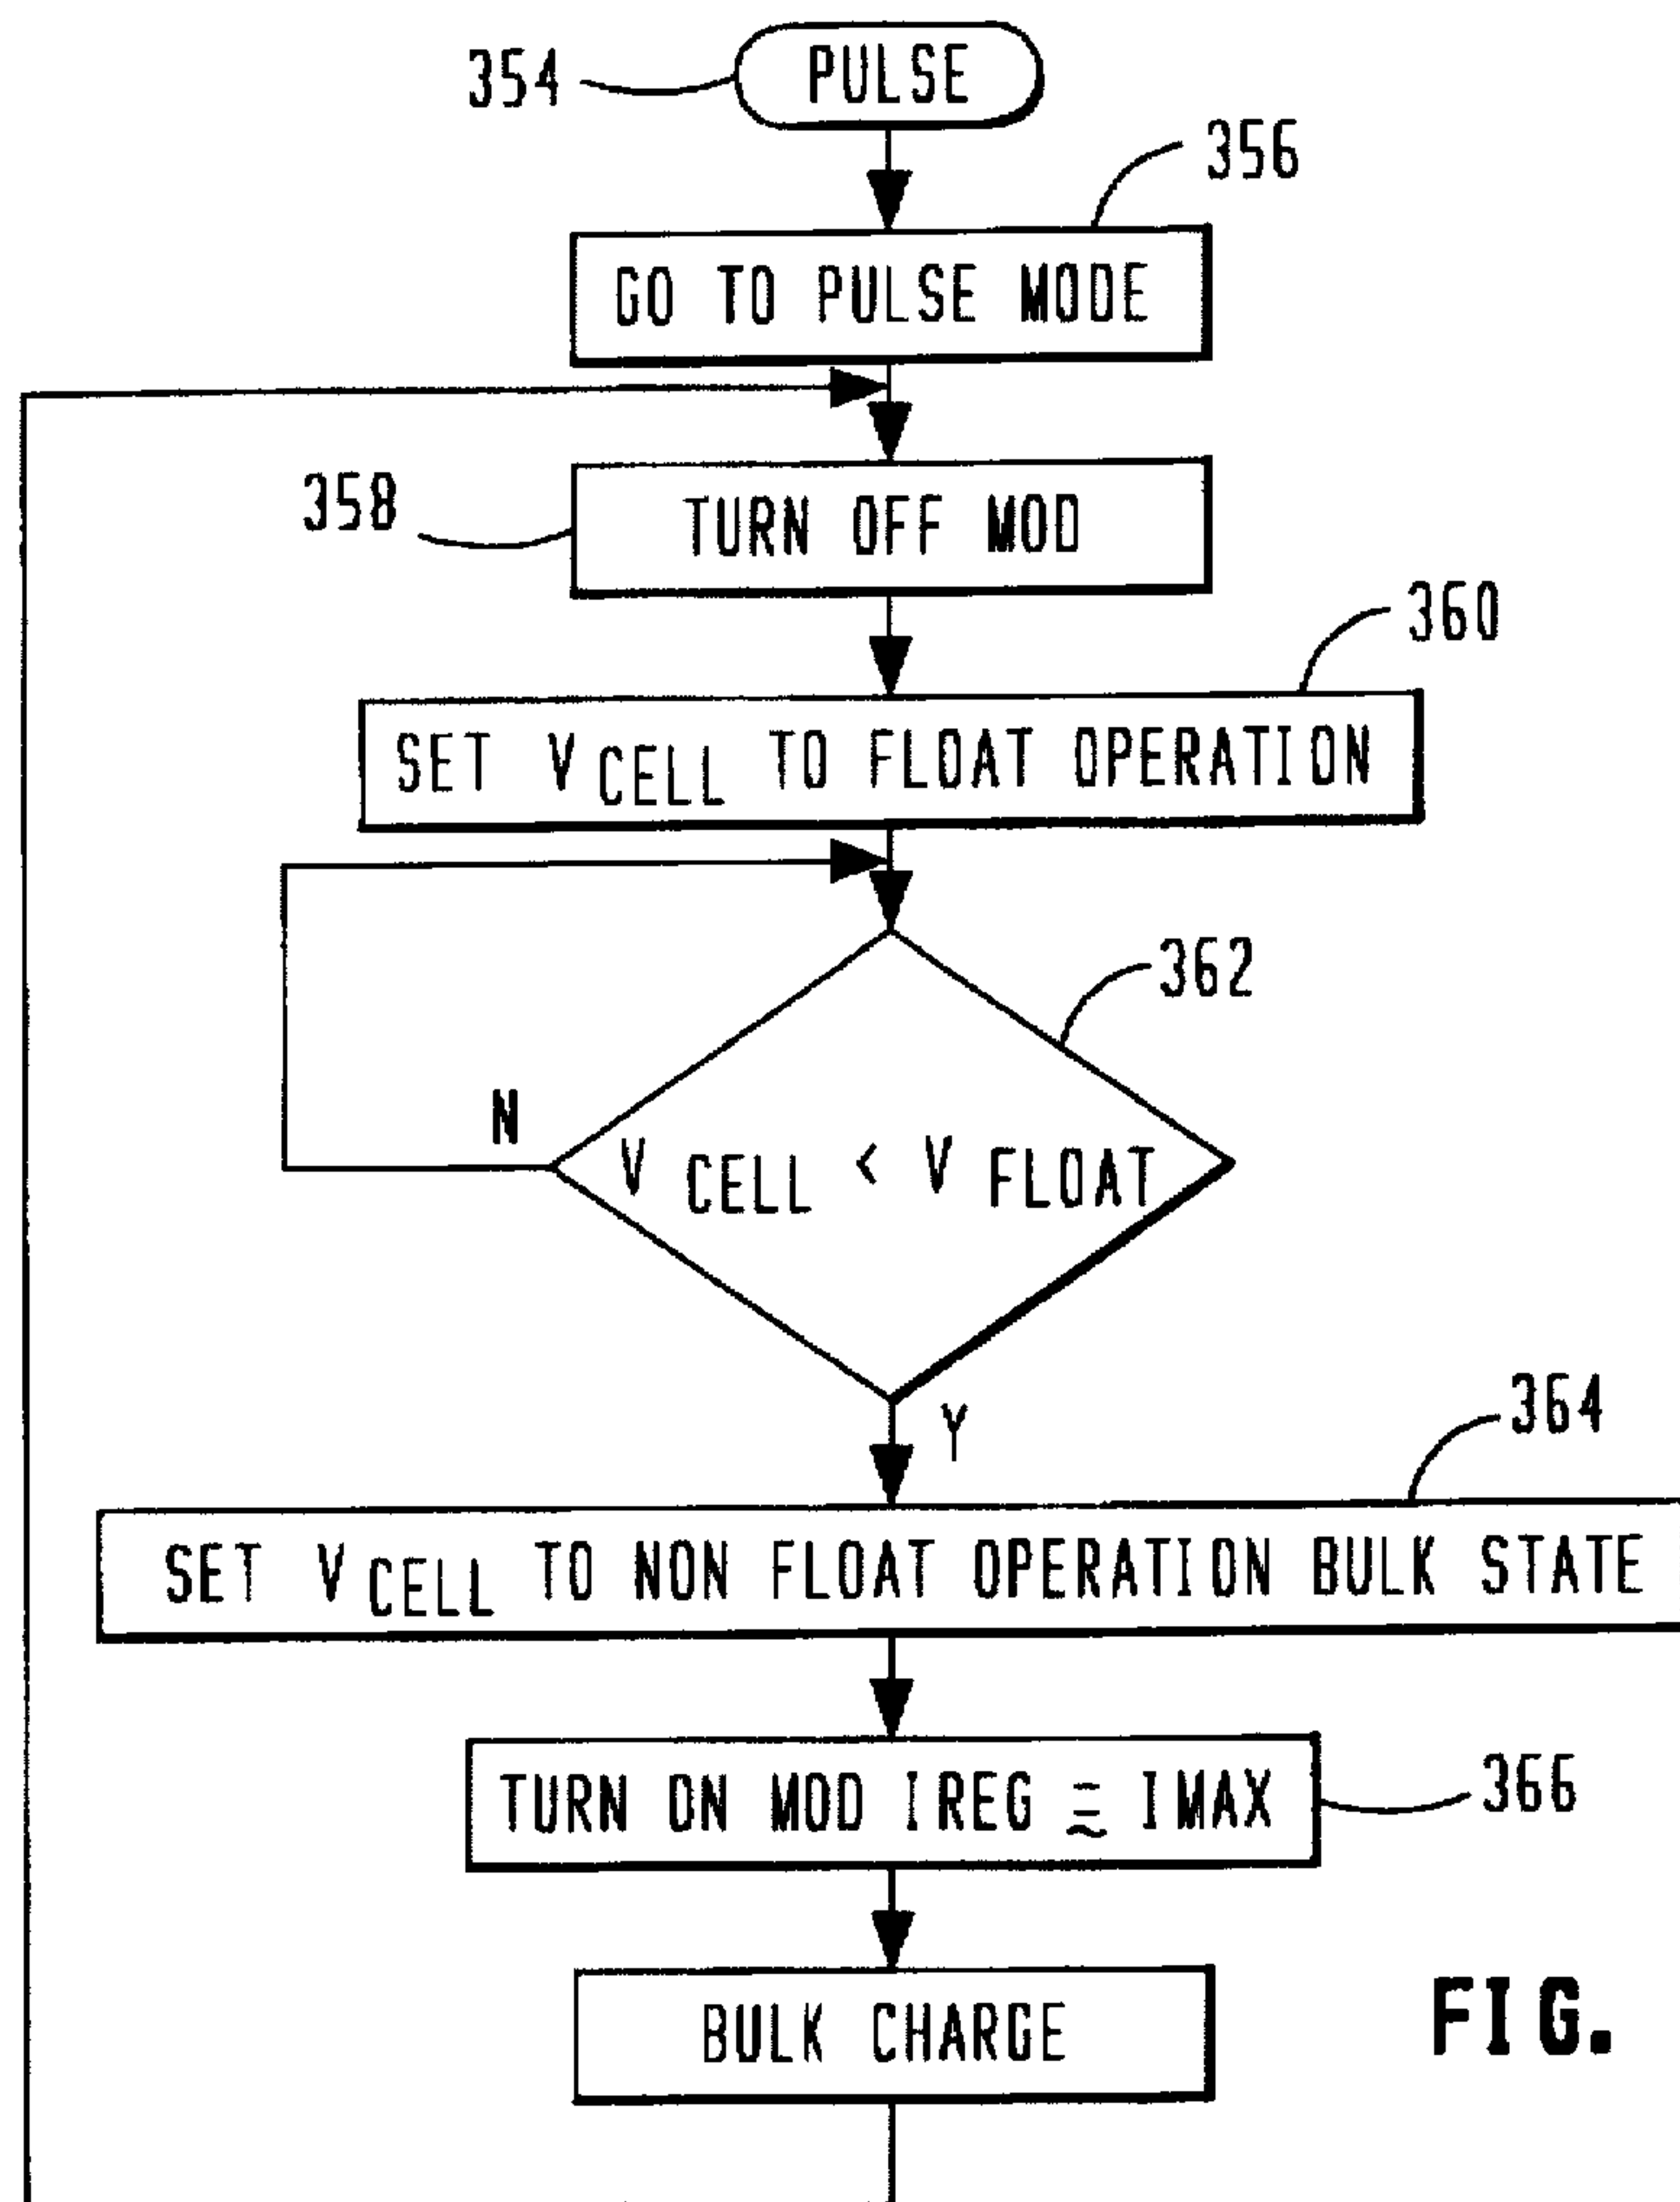 354
PULSE
356
GO TO PULSE MODE
358
TURN OFF MOD
360
SET V CELL TO FLOAT OPERATION
362
N
V CELL < V FLOAT
Y
364
SET V CELL TO NON FLOAT OPERATION BULK STATE
TURN ON MOD IREG ≅ IMAX
366
BULK CHARGE
FIG.